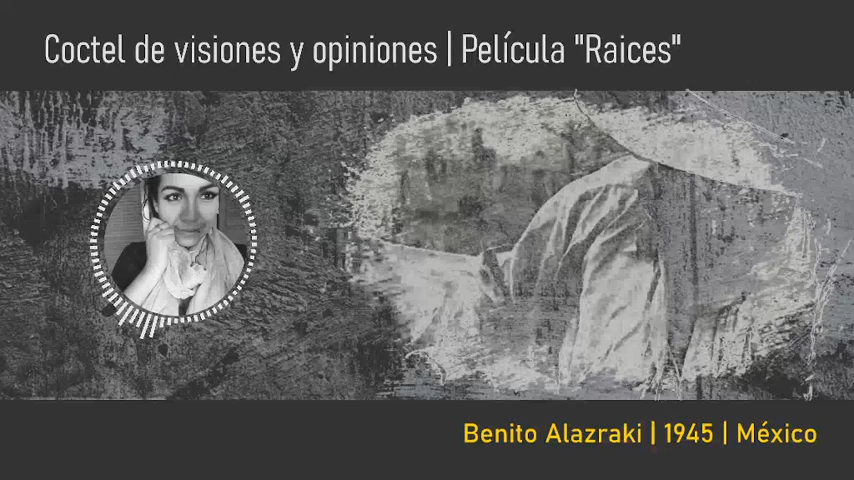 Coctel de visiones y opiniones | Película "Raices"
Benito Alazraki | 1945 | México